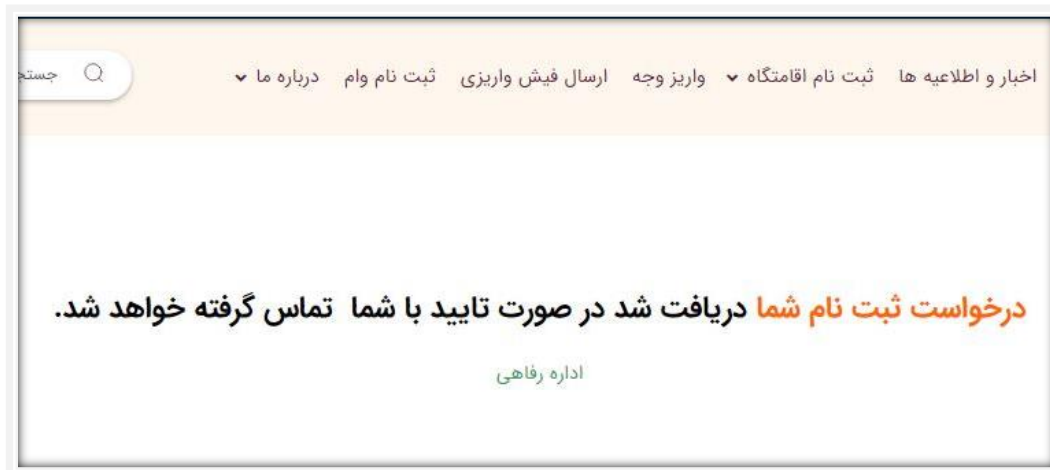 اخبار و اطلاعیه ها ثبت نام اقامتگاه واریز وجه ارسال فیش واریزی ثبت نام وام درباره ما
درخواست ثبت نام شما دریافت شد در صورت تایید با شما تماس گرفته خواهد شد.
اداره رفاهی